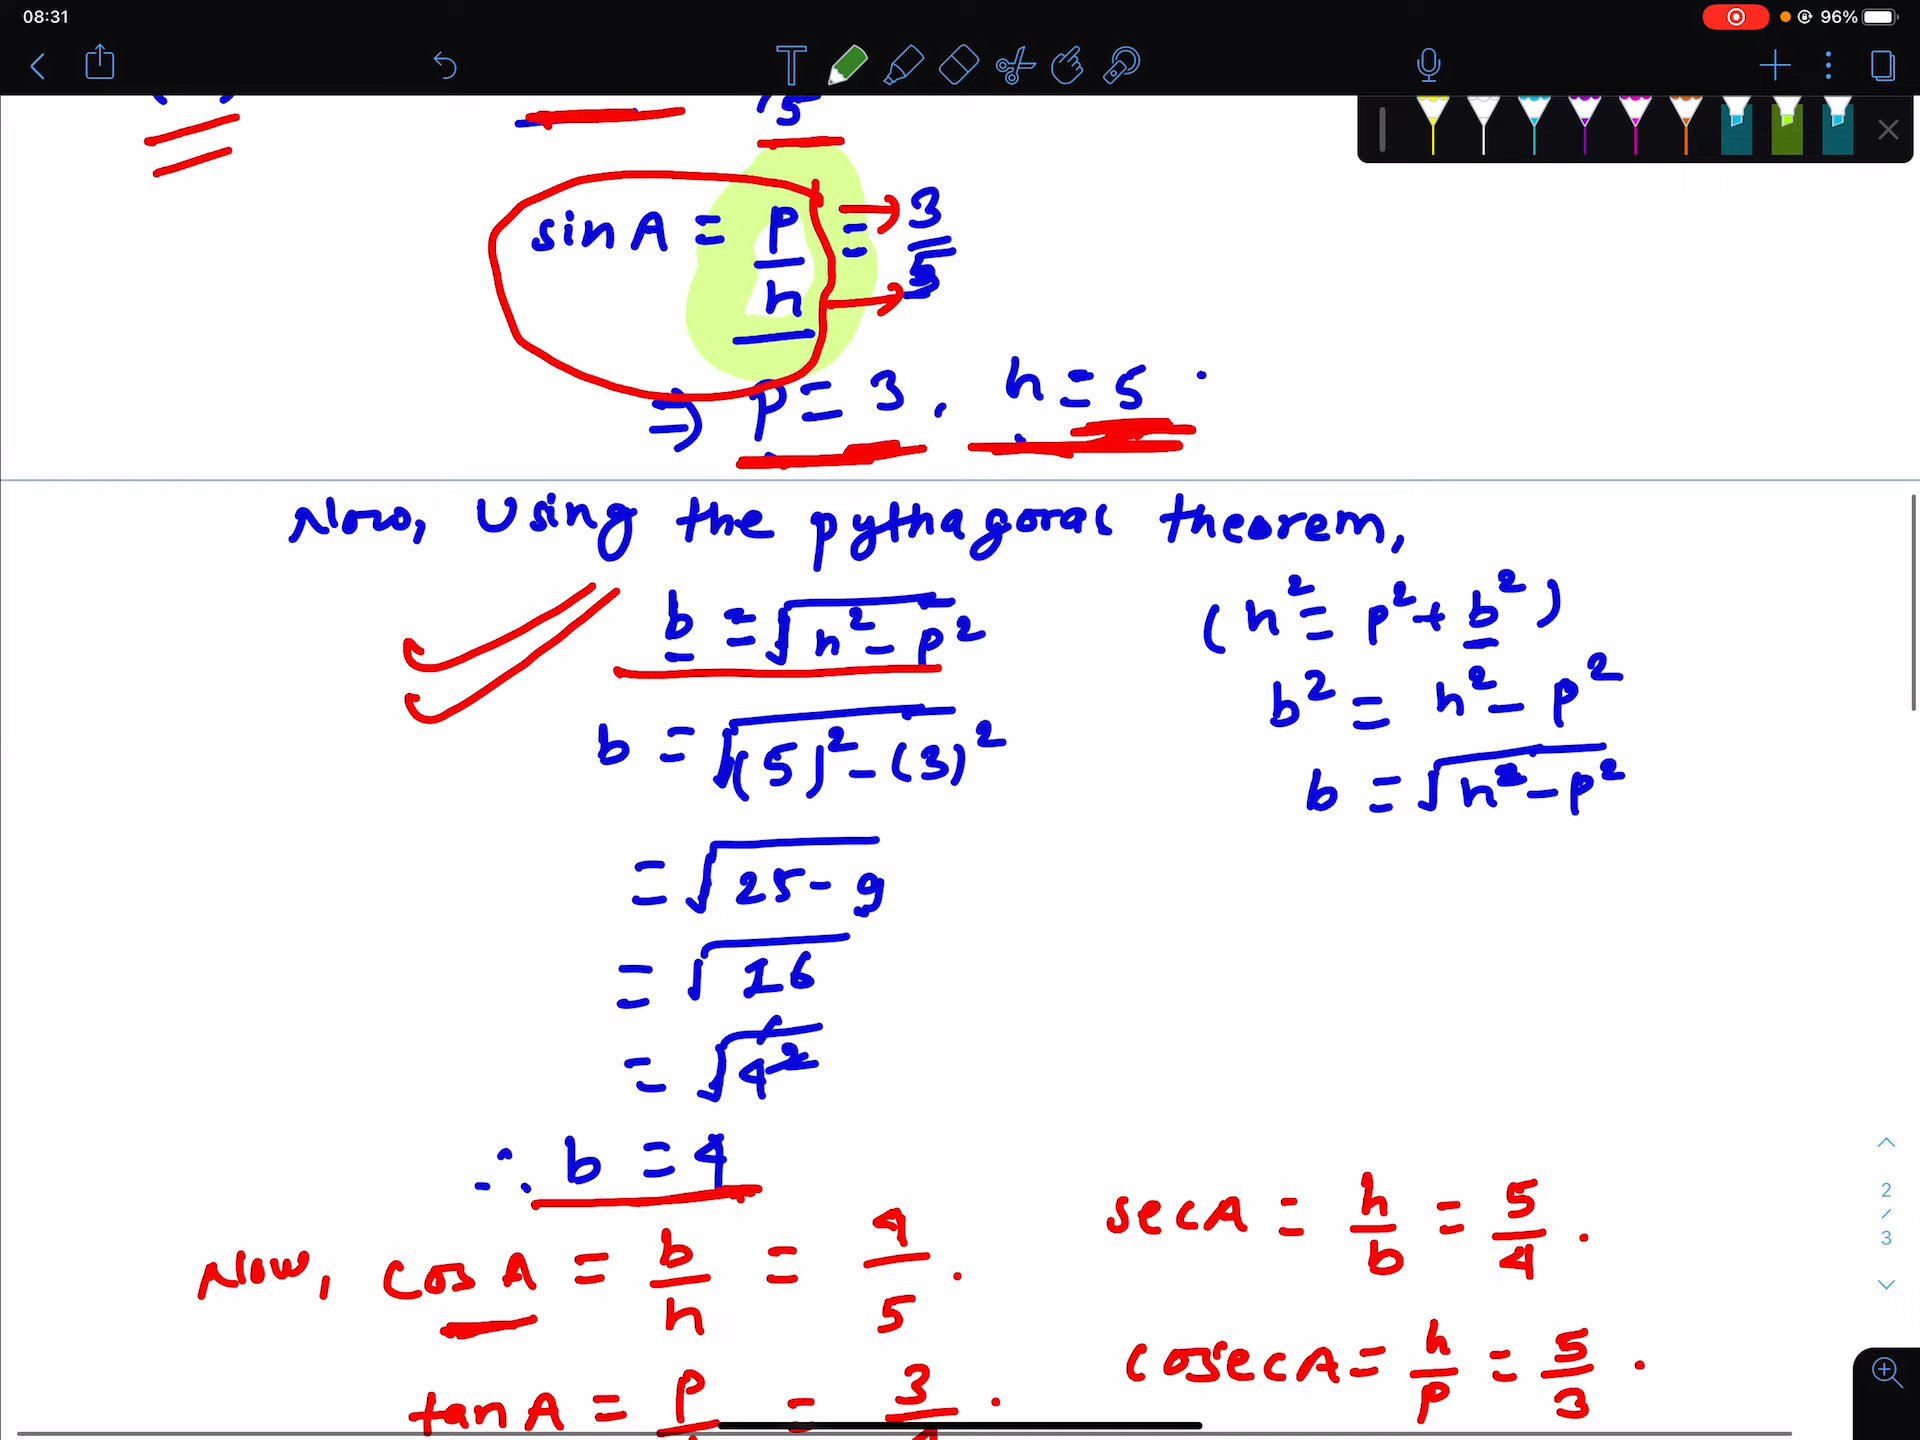 08:31
96%
5
sin A = p/h = 3/5
⇒ p = 3, h = 5.
Now, Using the pythagoras theorem,
b = √(h² - p²)
(h² = p² + b²)
b² = h² - p²
b = √((5)² - (3)²)
b = √(h² - p²)
= √(25 - 9)
= √16
= √4²
∴ b = 4
Now, cos A = b/h = 4/5.
sec A = h/b = 5/4.
tan A = p = 3
cosec A = h/p = 5/3.
2
/
3